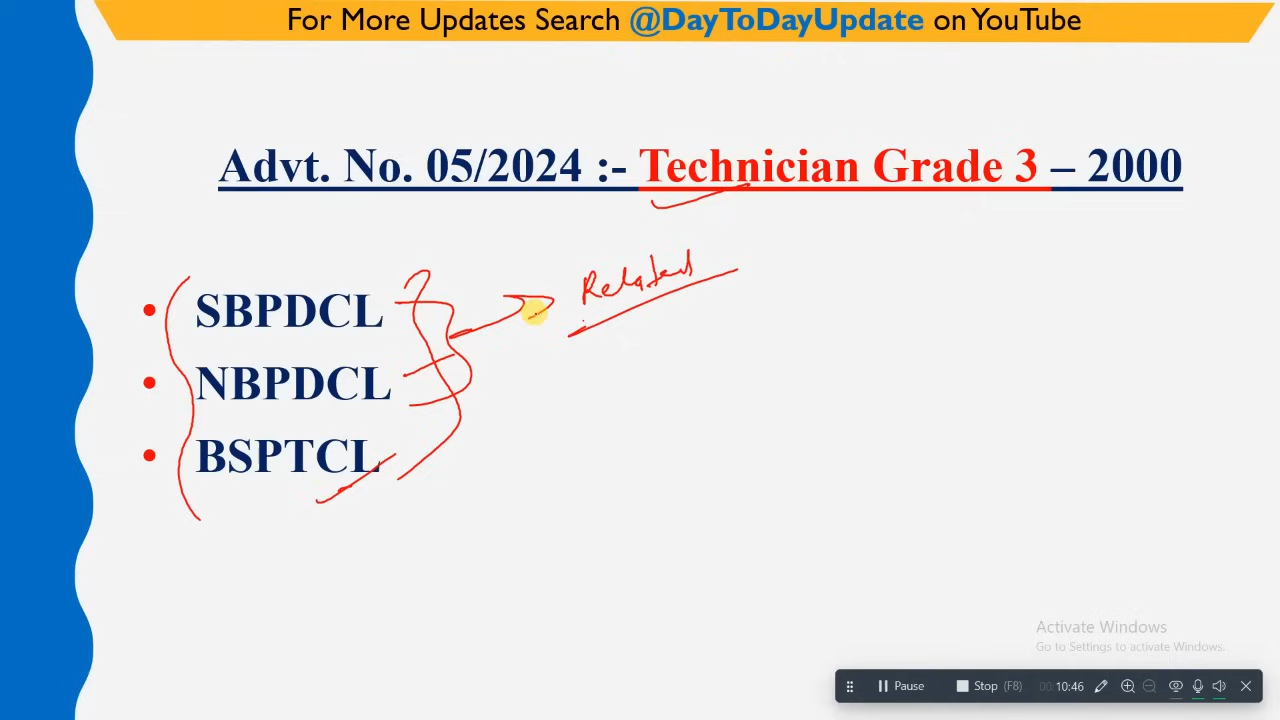 For More Updates Search @DayToDayUpdate on YouTube
Advt. No. 05/2024 :- Technician Grade 3 – 2000
Related
• SBPDCL
• NBPDCL
• BSPTCL
Activate Windows
Go to Settings to activate Windows.
Pause Stop (F8) 00:10:46